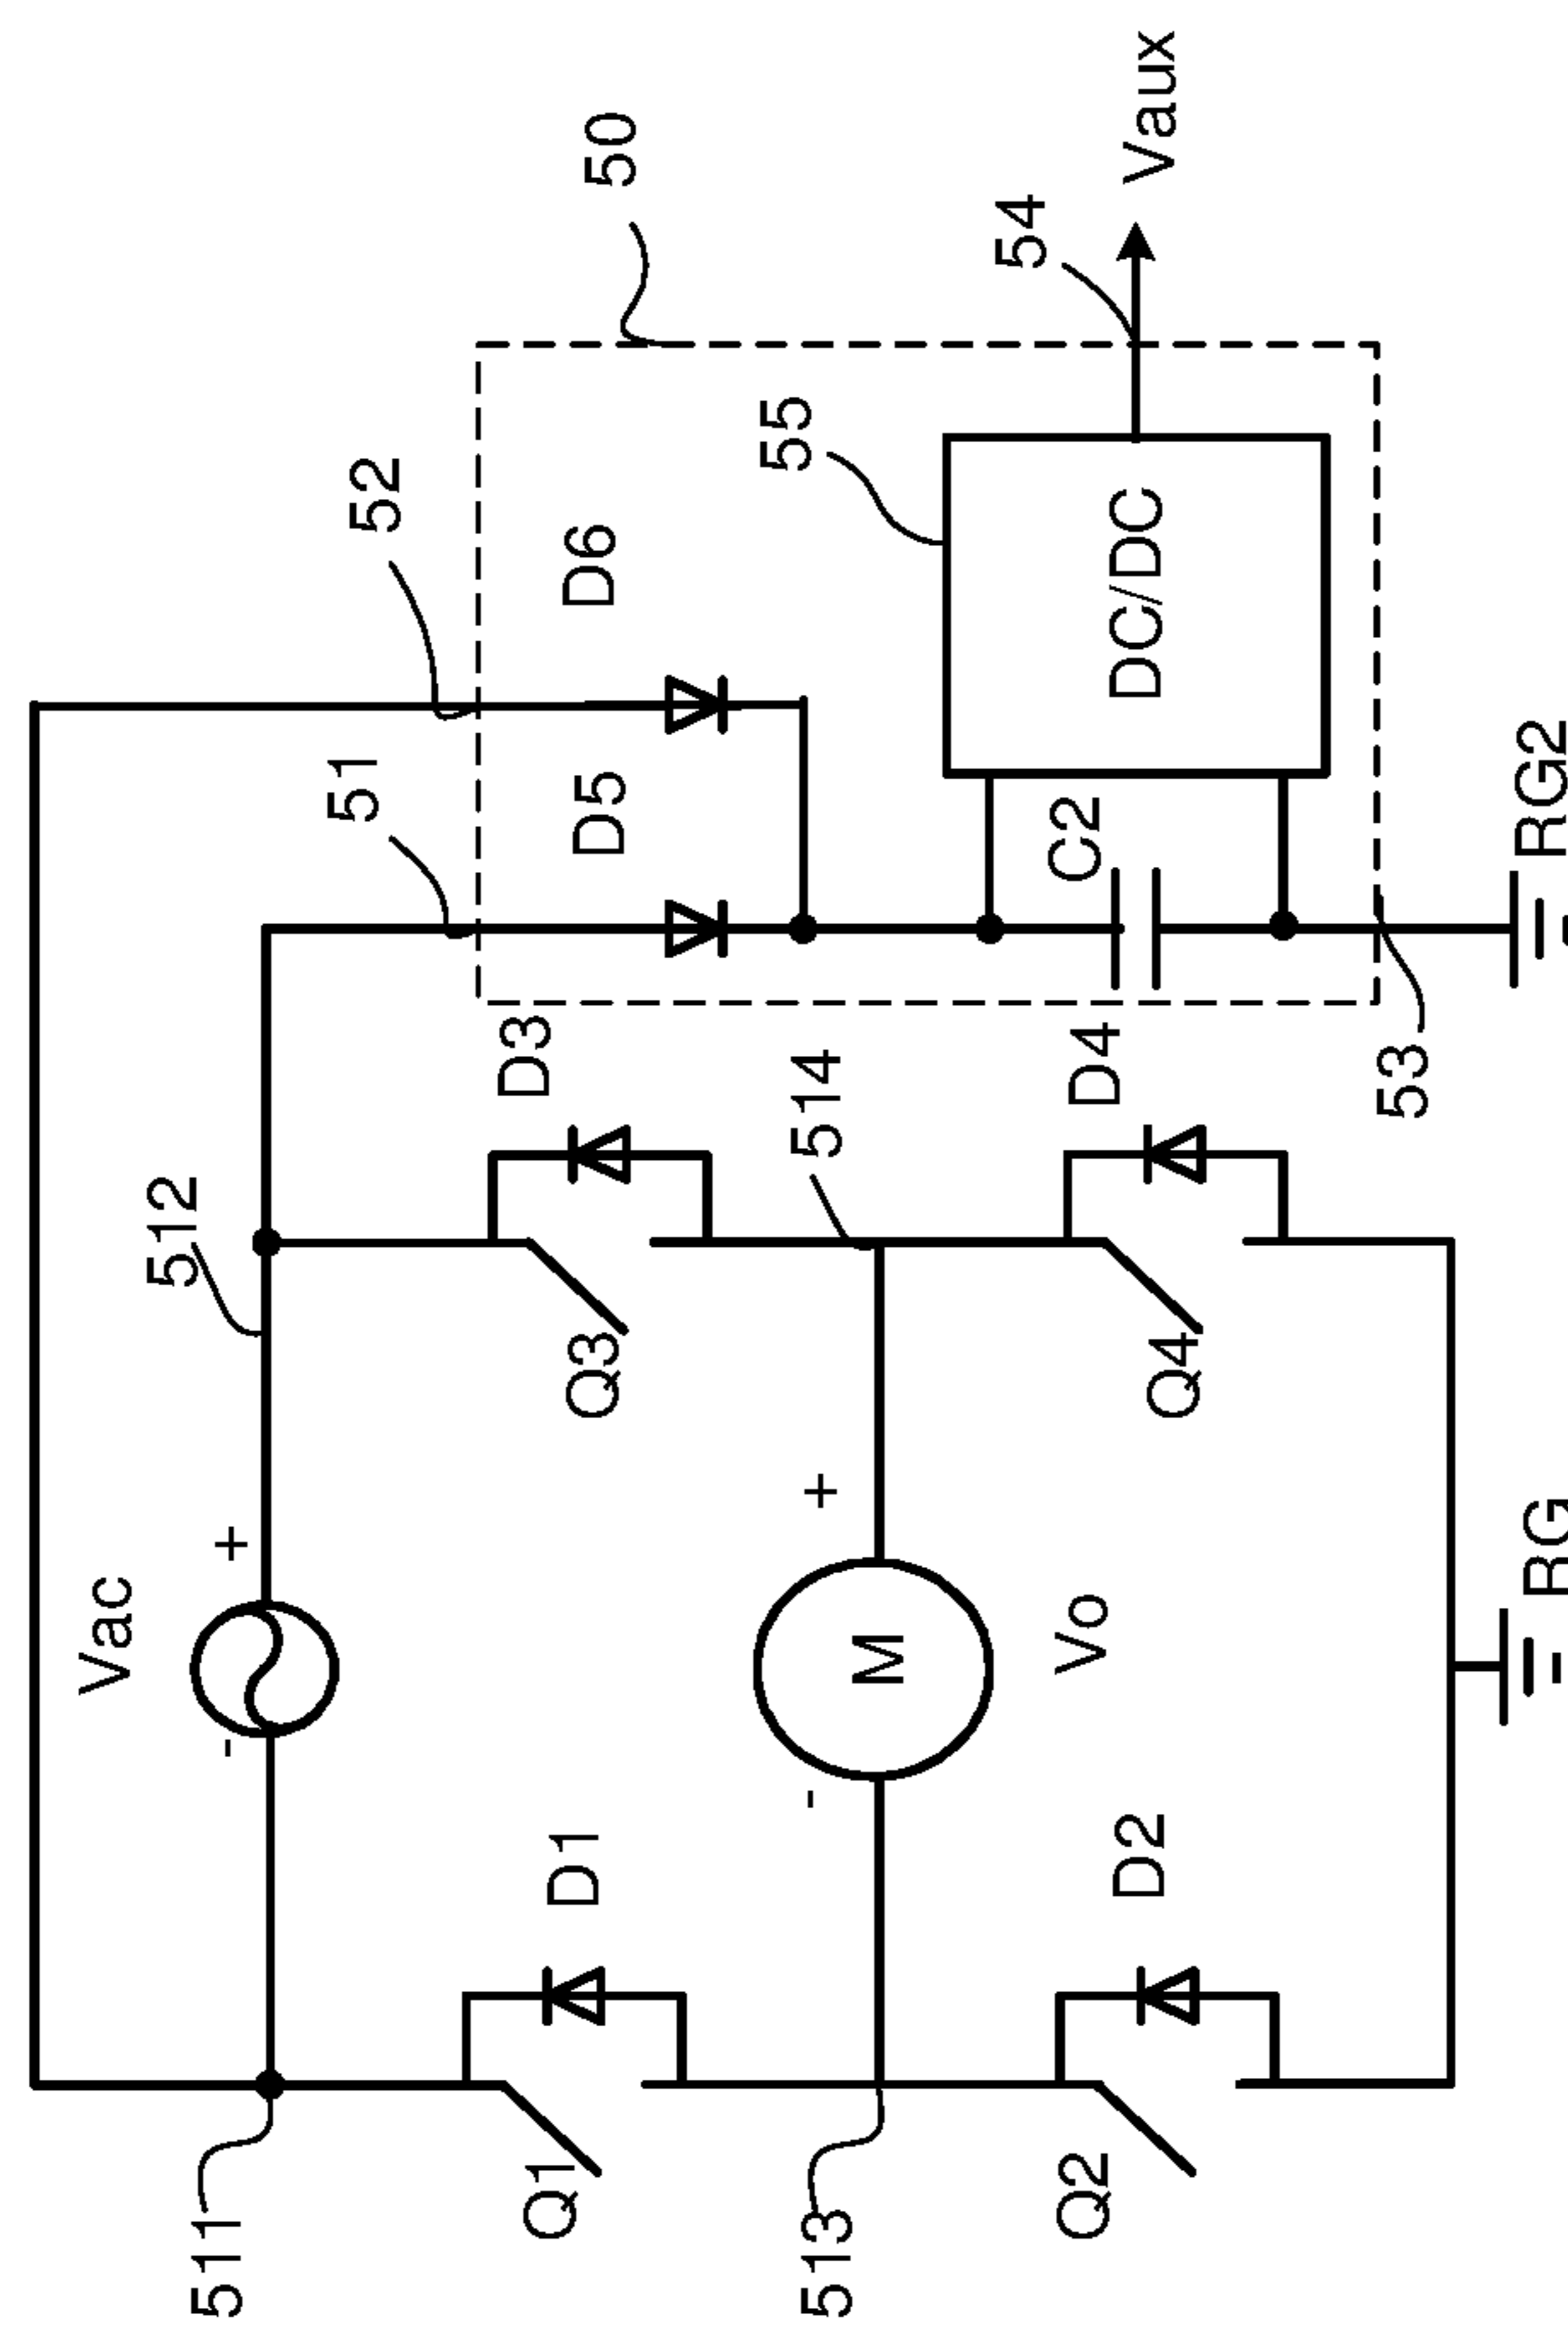 Vac
-
+
511
512
51
52
50
Q1
D1
Q3
D3
D5
D6
55
513
-
M
+
514
Vo
Q2
D2
Q4
D4
C2
DC/DC
54
Vaux
53
RG
RG2